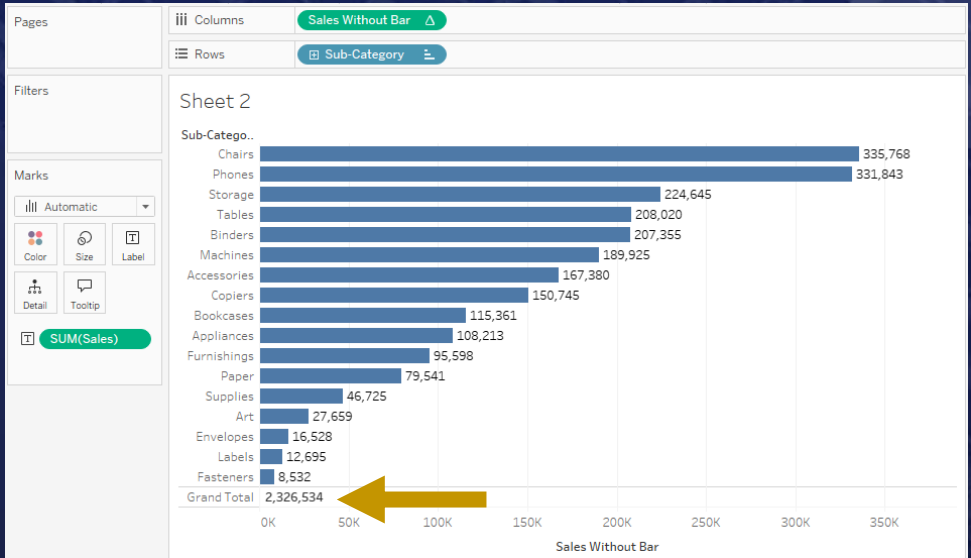 Pages
Columns
Sales Without Bar Δ
Rows
Sub-Category
Filters
Marks
Automatic
Color Size Label
Detail Tooltip
T SUM(Sales)
Sheet 2
Sub-Catego..
Chairs 335,768
Phones 331,843
Storage 224,645
Tables 208,020
Binders 207,355
Machines 189,925
Accessories 167,380
Copiers 150,745
Bookcases 115,361
Appliances 108,213
Furnishings 95,598
Paper 79,541
Supplies 46,725
Art 27,659
Envelopes 16,528
Labels 12,695
Fasteners 8,532
Grand Total 2,326,534
0K 50K 100K 150K 200K 250K 300K 350K
Sales Without Bar